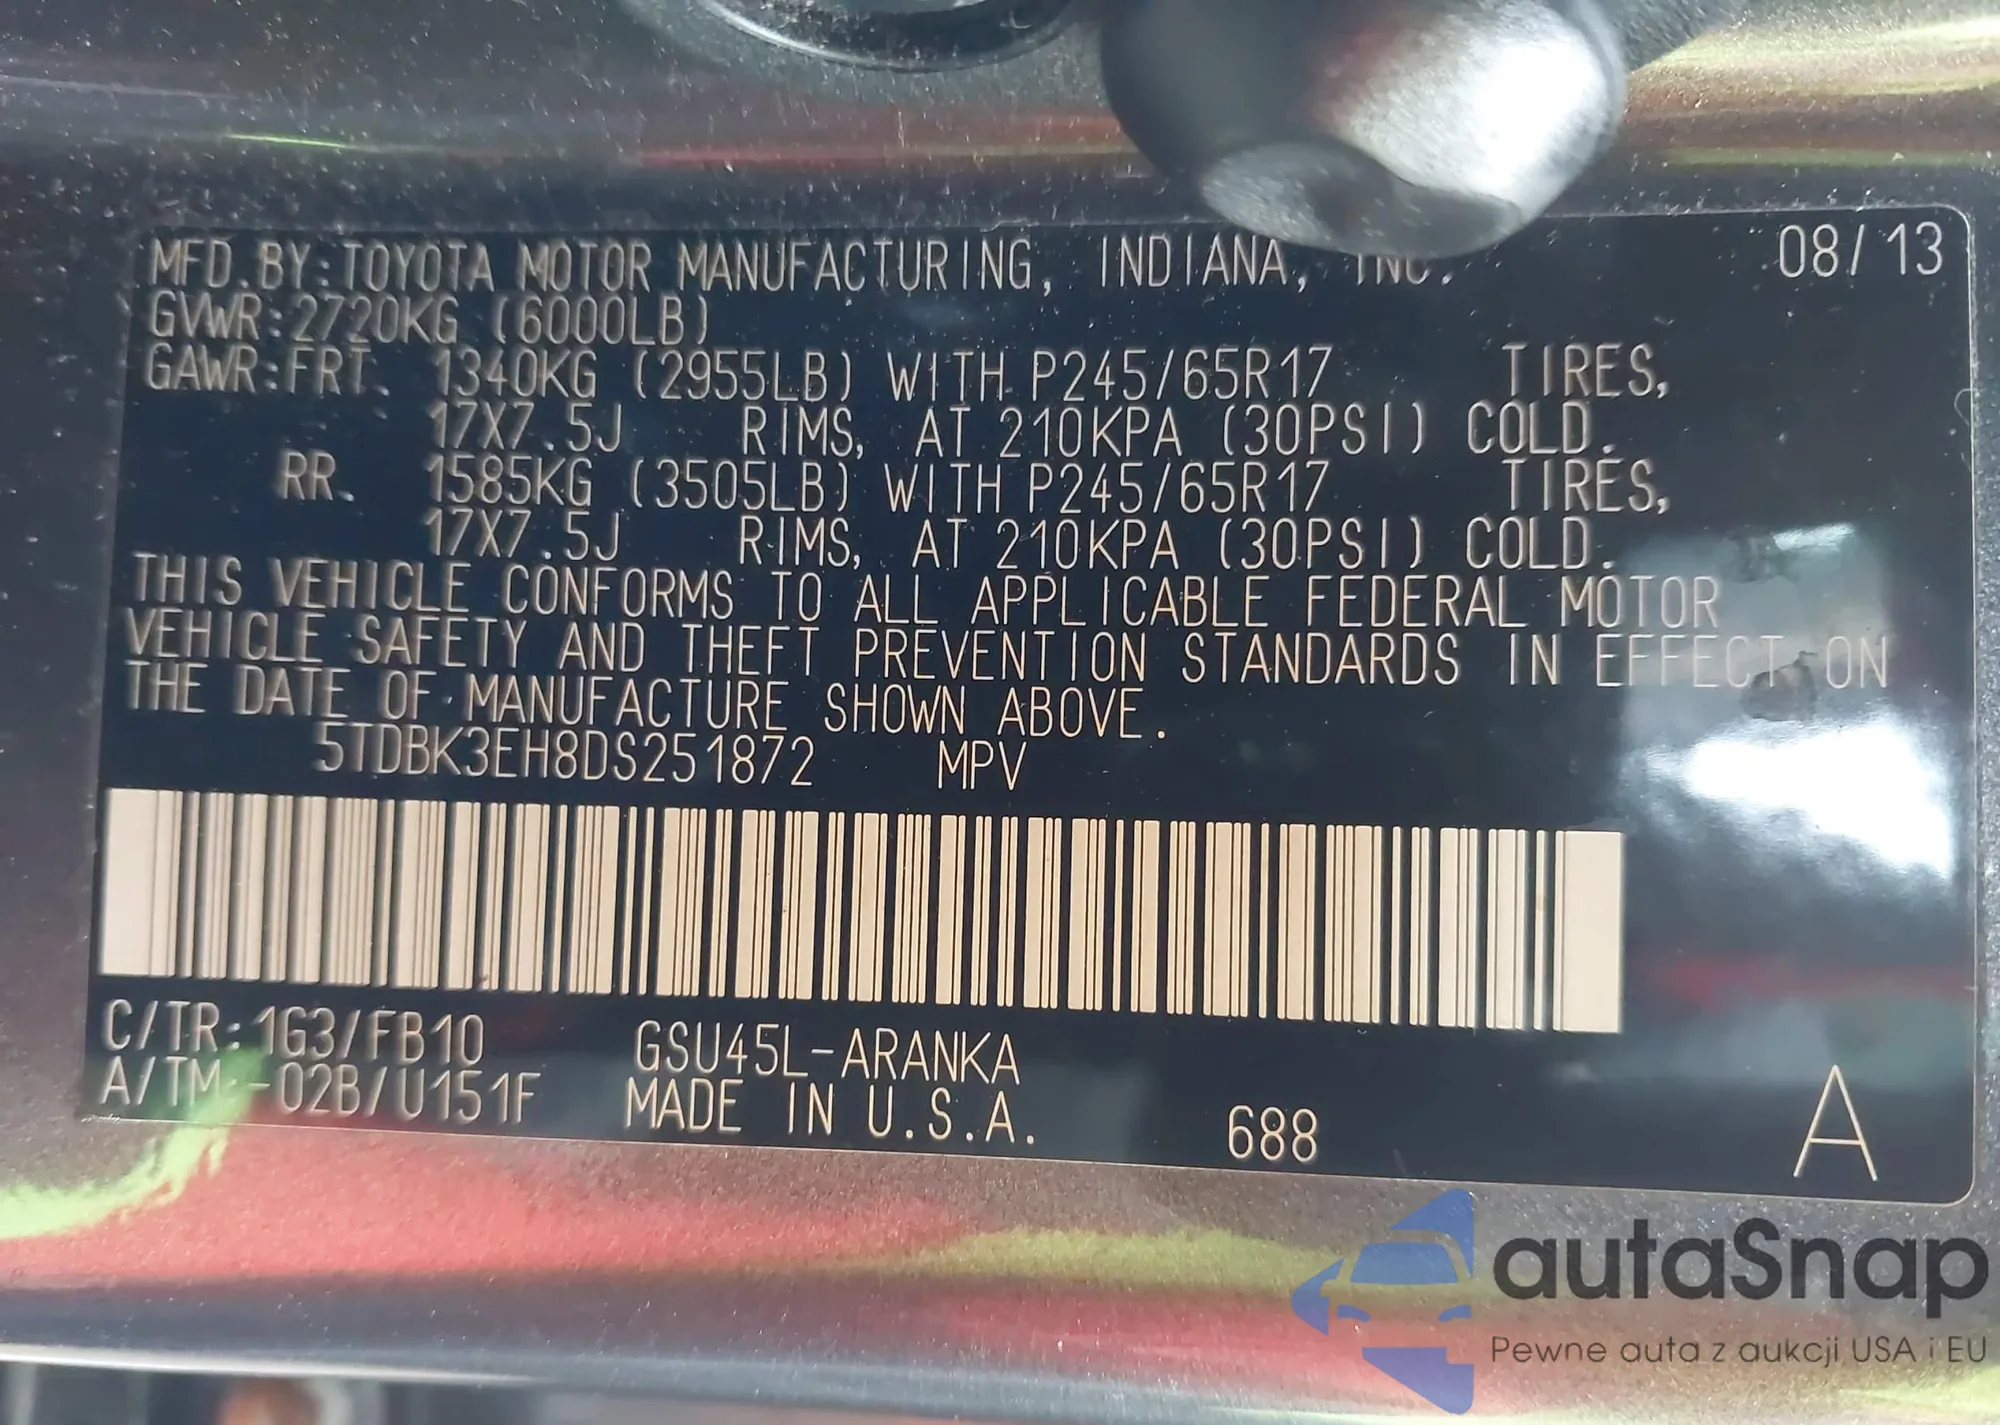 MFD. BY: TOYOTA MOTOR MANUFACTURING, INDIANA, INC. 08/13
GVWR: 2720KG (6000LB)
GAWR: FRT. 1340KG (2955LB) WITH P245/65R17 TIRES,
17X7.5J RIMS, AT 210KPA (30PSI) COLD.
RR. 1585KG (3505LB) WITH P245/65R17 TIRES,
17X7.5J RIMS, AT 210KPA (30PSI) COLD.
THIS VEHICLE CONFORMS TO ALL APPLICABLE FEDERAL MOTOR
VEHICLE SAFETY AND THEFT PREVENTION STANDARDS IN EFFECT ON
THE DATE OF MANUFACTURE SHOWN ABOVE.
5TDBK3EH8DS251872 MPV
C/TR: 1G3/FB10 GSU45L-ARANKA
A/TM: -02B/U151F MADE IN U.S.A. 688 A
autaSnap
Pewne auta z aukcji USA i EU